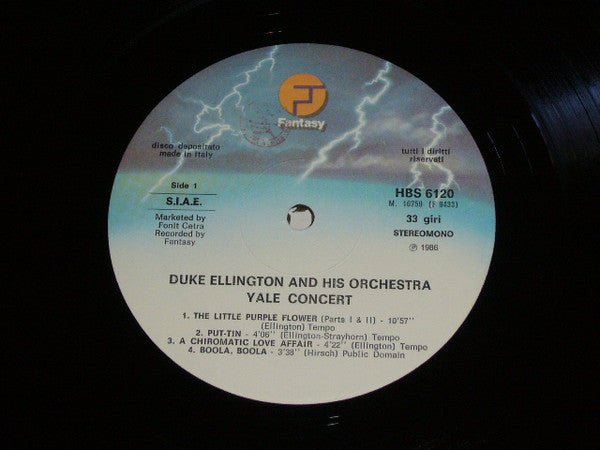 Fantasy
disco depositato
made in Italy
tutti i diritti
riservati
Side 1
S.I.A.E.
Marketed by
Fonit Cetra
Recorded by
Fantasy
HBS 6120
M. 16759 (F 9433)
33 giri
STEREOMONO
℗ 1986
DUKE ELLINGTON AND HIS ORCHESTRA
YALE CONCERT
1. THE LITTLE PURPLE FLOWER (Parts I & II) - 10'57''
(Ellington) Tempo
2. PUT-TIN - 4'06'' (Ellington-Strayhorn) Tempo
3. A CHIROMATIC LOVE AFFAIR - 4'22'' (Ellington) Tempo
4. BOOLA, BOOLA - 3'38'' (Hirsch) Public Domain